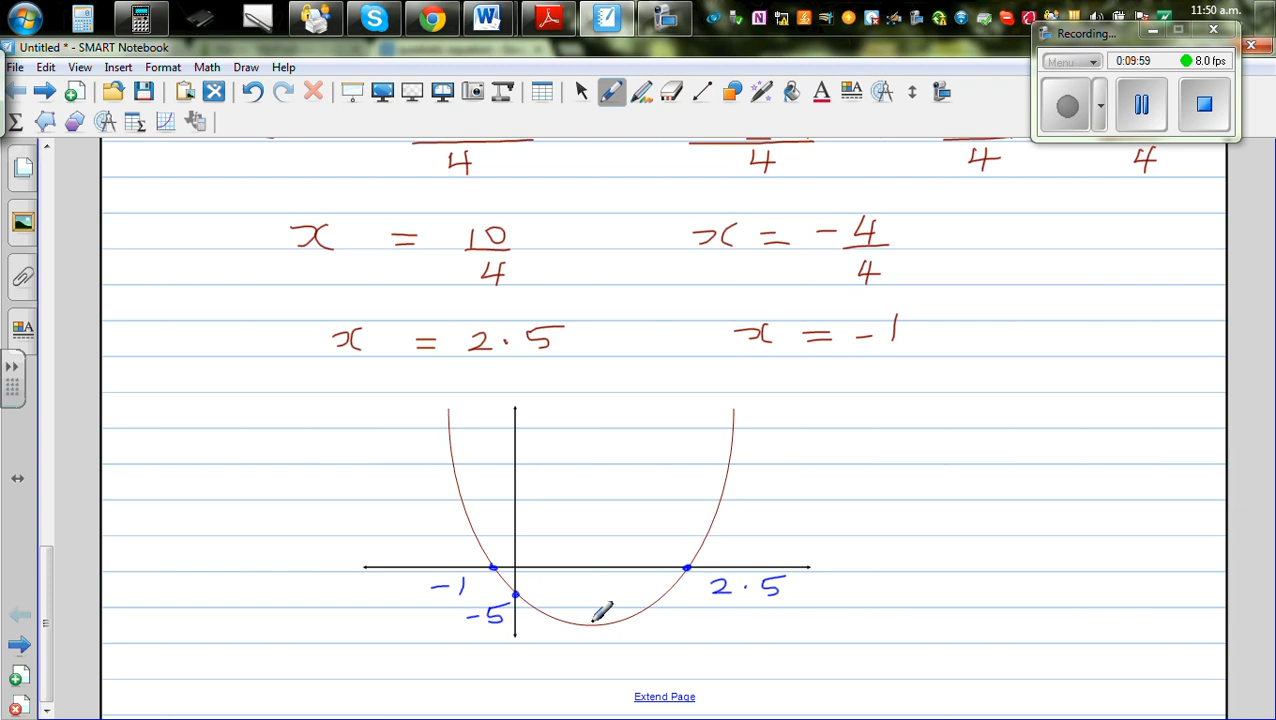 11:50 a.m.
Untitled * - SMART Notebook
Recording...
File Edit View Insert Format Math Draw Help
Menu 0:09:59 8.0 fps
4 4 4 4
x = 10/4 x = -4/4
x = 2.5 x = -1
-1 2.5
-5
Extend Page